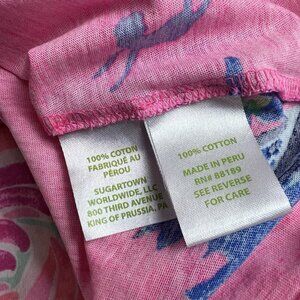 100% COTON
FABRIQUÉ AU
PÉROU
SUGARTOWN
WORLDWIDE, LLC
800 THIRD AVENUE
KING OF PRUSSIA, PA
100% COTTON
MADE IN PERU
RN# 88189
SEE REVERSE
FOR CARE